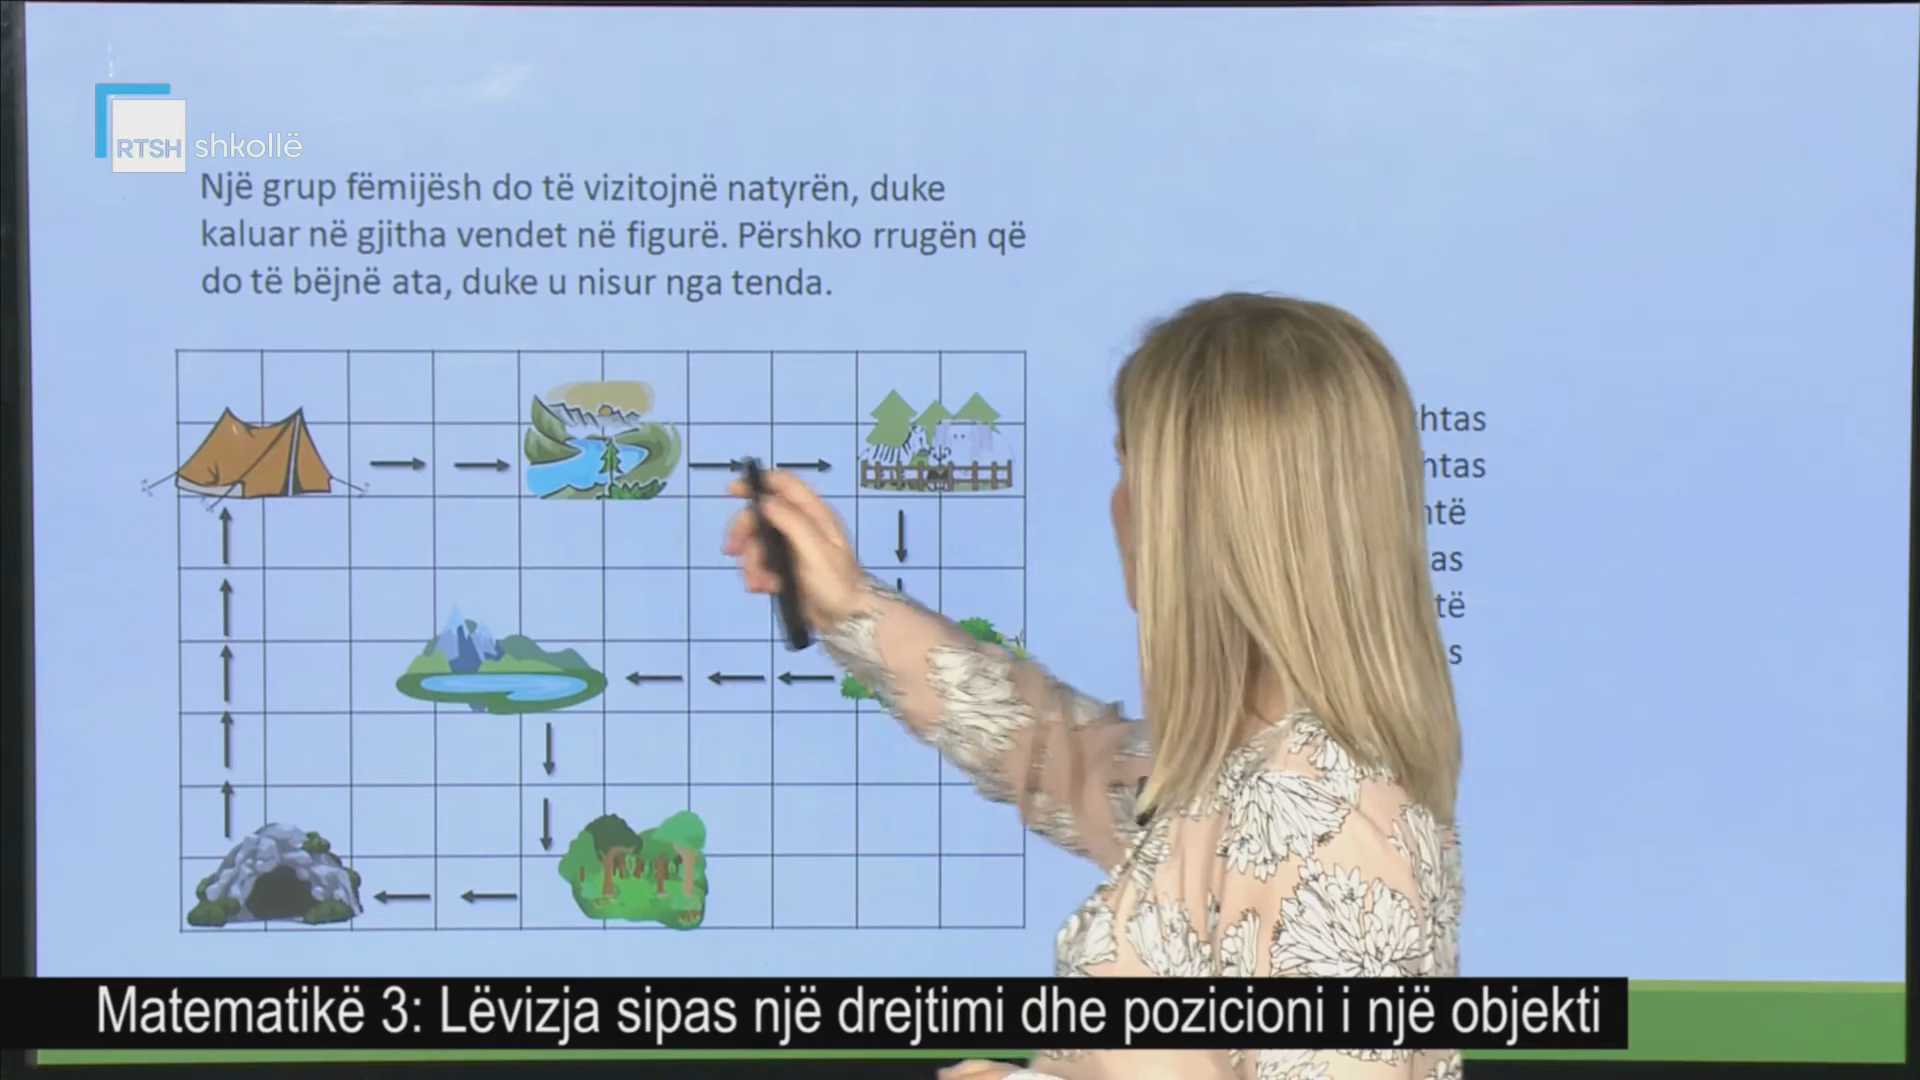 RTSH shkollë
Një grup fëmijësh do të vizitojnë natyrën, duke
kaluar në gjitha vendet në figurë. Përshko rrugën që
do të bëjnë ata, duke u nisur nga tenda.
Matematikë 3: Lëvizja sipas një drejtimi dhe pozicioni i një objekti